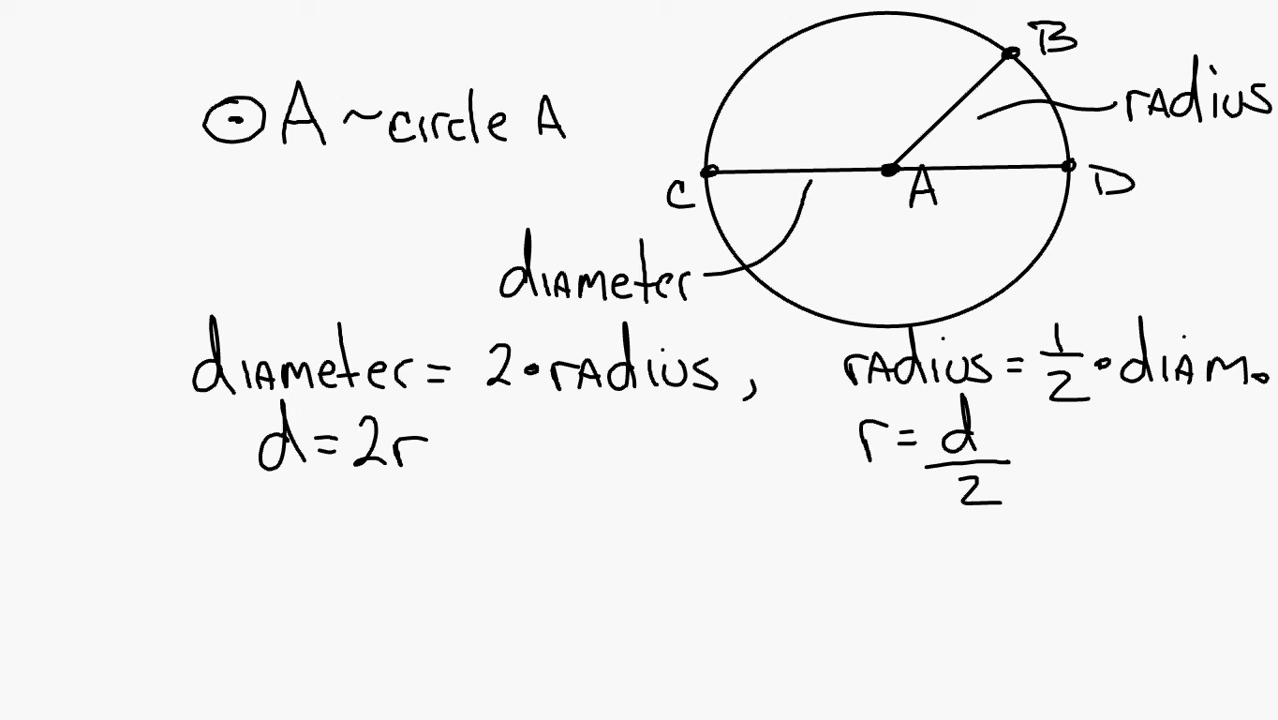 B
⊙ A ~ circle A
radius
C
A
D
diameter
diameter = 2 • radius ,
radius = 1/2 • diam.
d = 2r
r = d/2